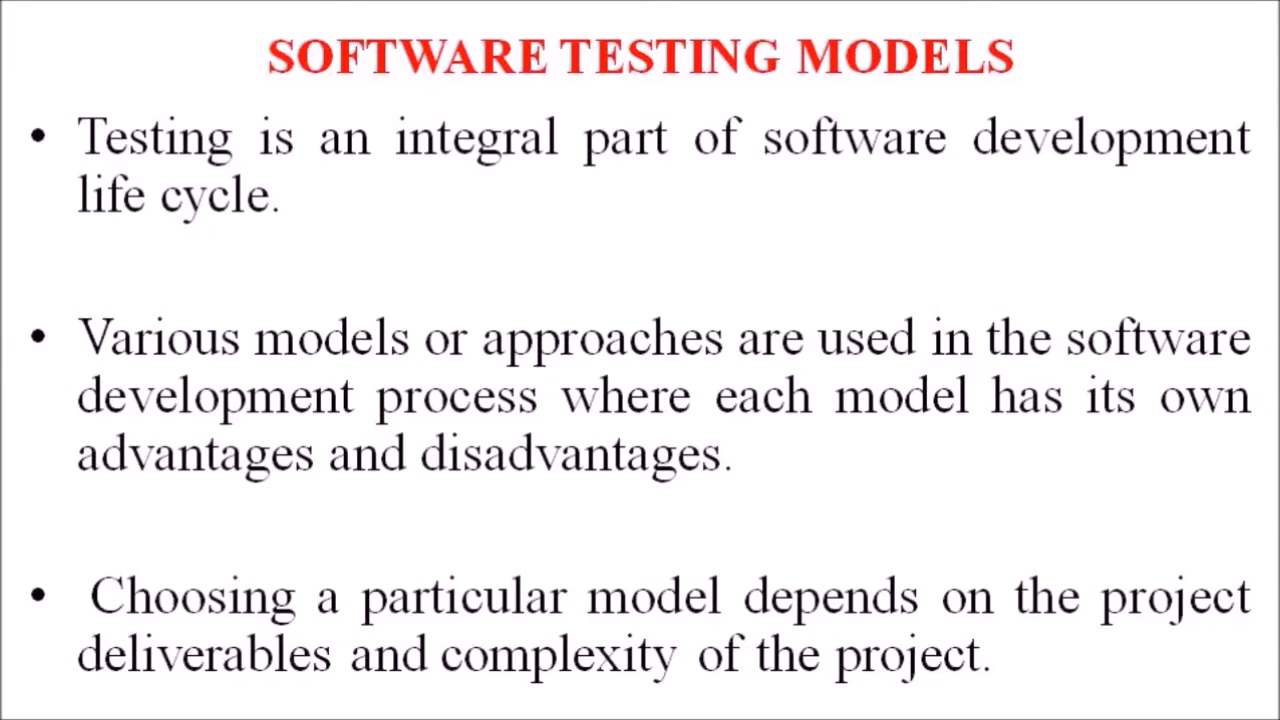 SOFTWARE TESTING MODELS
• Testing is an integral part of software development
life cycle.
• Various models or approaches are used in the software
development process where each model has its own
advantages and disadvantages.
• Choosing a particular model depends on the project
deliverables and complexity of the project.